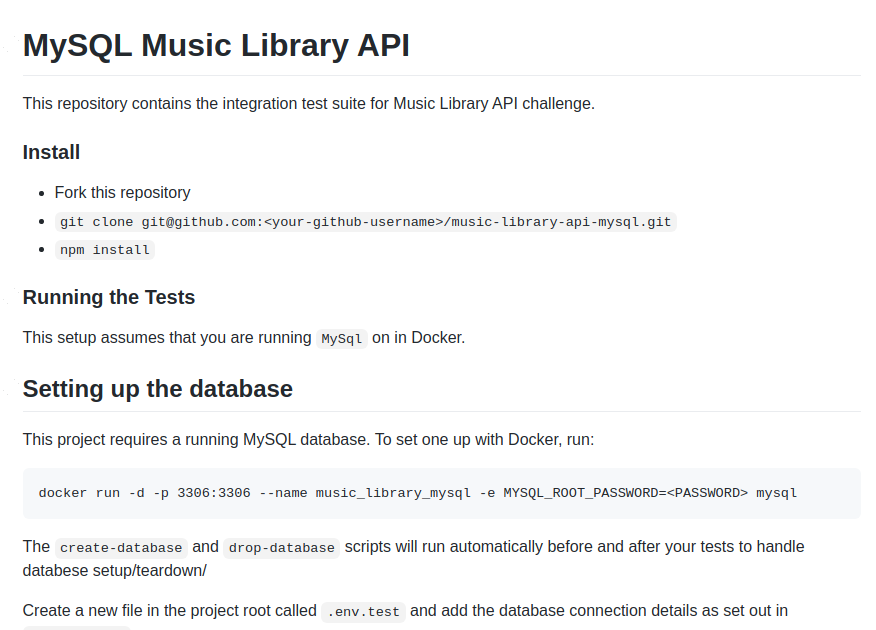 MySQL Music Library API
This repository contains the integration test suite for Music Library API challenge.
Install
Fork this repository
git clone git@github.com:<your-github-username>/music-library-api-mysql.git
npm install
Running the Tests
This setup assumes that you are running MySql on in Docker.
Setting up the database
This project requires a running MySQL database. To set one up with Docker, run:
docker run -d -p 3306:3306 --name music_library_mysql -e MYSQL_ROOT_PASSWORD=<PASSWORD> mysql
The create-database and drop-database scripts will run automatically before and after your tests to handle
databese setup/teardown/
Create a new file in the project root called .env.test and add the database connection details as set out in